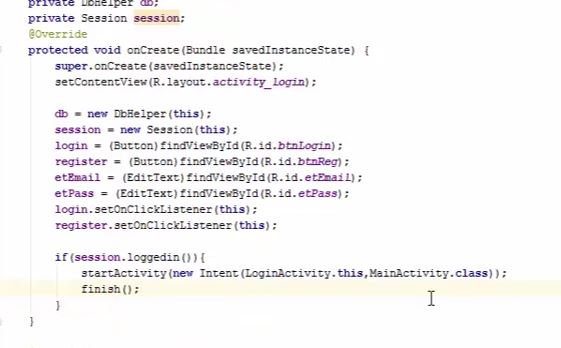 private DbHelper db;
private Session session;
@Override
protected void onCreate(Bundle savedInstanceState) {
super.onCreate(savedInstanceState);
setContentView(R.layout.activity_login);
db = new DbHelper(this);
session = new Session(this);
login = (Button)findViewById(R.id.btnLogin);
register = (Button)findViewById(R.id.btnReg);
etEmail = (EditText)findViewById(R.id.etEmail);
etPass = (EditText)findViewById(R.id.etPass);
login.setOnClickListener(this);
register.setOnClickListener(this);
if(session.loggedin()){
startActivity(new Intent(LoginActivity.this,MainActivity.class));
finish();
}
}